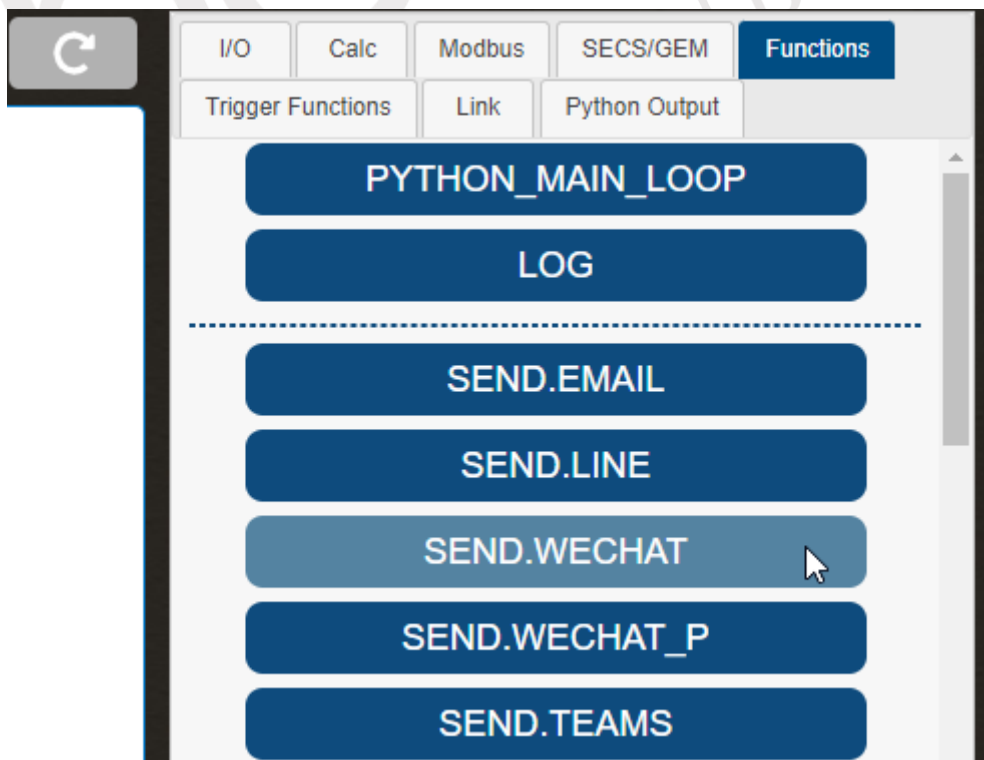 I/O Calc Modbus SECS/GEM Functions
Trigger Functions Link Python Output
PYTHON_MAIN_LOOP
LOG
SEND.EMAIL
SEND.LINE
SEND.WECHAT
SEND.WECHAT_P
SEND.TEAMS